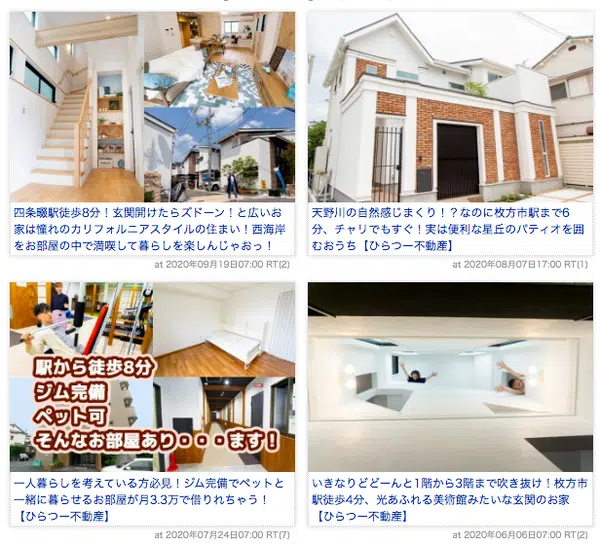 四条畷駅徒歩8分！玄関開けたらズドーン！と広いお
家は憧れのカリフォルニアスタイルの住まい！西海岸
をお部屋の中で満喫して暮らしを楽しんじゃおっ！
at 2020年09月19日07:00 RT(2)
天野川の自然感じまくり！？なのに枚方市駅まで6
分、チャリでもすぐ！実は便利な星丘のパティオを囲
むおうち【ひらつー不動産】
at 2020年08月07日17:00 RT(1)
駅から徒歩8分
ジム完備
ペット可
そんなお部屋あり・・・ます！
一人暮らしを考えている方必見！ジム完備でペットと
一緒に暮らせるお部屋が月3.3万で借りれちゃう！
【ひらつー不動産】
at 2020年07月24日07:00 RT(7)
いきなりどどーんと1階から3階まで吹き抜け！枚方市
駅徒歩4分、光あふれる美術館みたいな玄関のお家
【ひらつー不動産】
at 2020年06月06日07:00 RT(2)